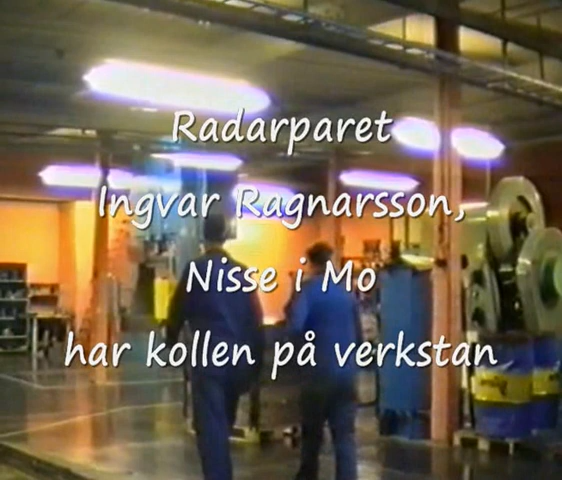 Radarparet
Ingvar Ragnarsson,
Nisse i Mo
har kollen på verkstan